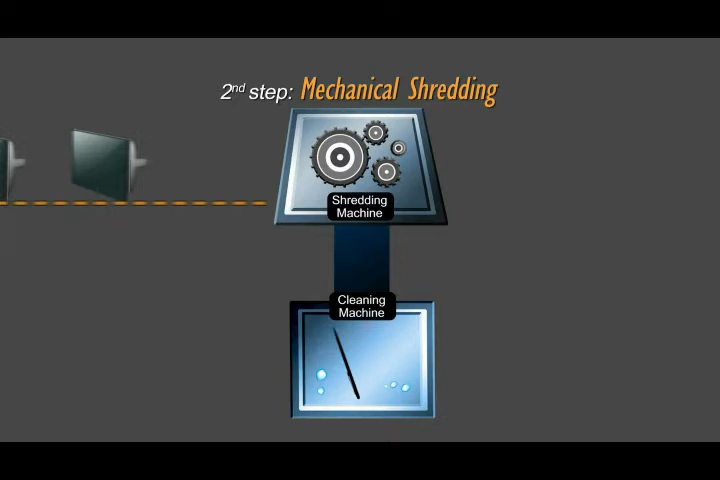 2nd step: Mechanical Shredding
Shredding
Machine
Cleaning
Machine